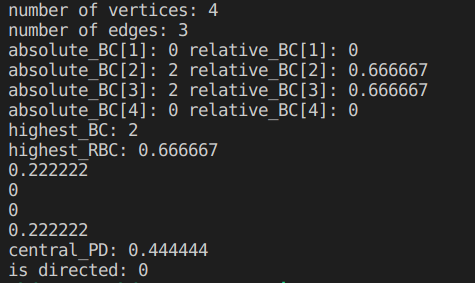 number of vertices: 4
number of edges: 3
absolute_BC[1]: 0 relative_BC[1]: 0
absolute_BC[2]: 2 relative_BC[2]: 0.666667
absolute_BC[3]: 2 relative_BC[3]: 0.666667
absolute_BC[4]: 0 relative_BC[4]: 0
highest_BC: 2
highest_RBC: 0.666667
0.222222
0
0
0.222222
central_PD: 0.444444
is directed: 0